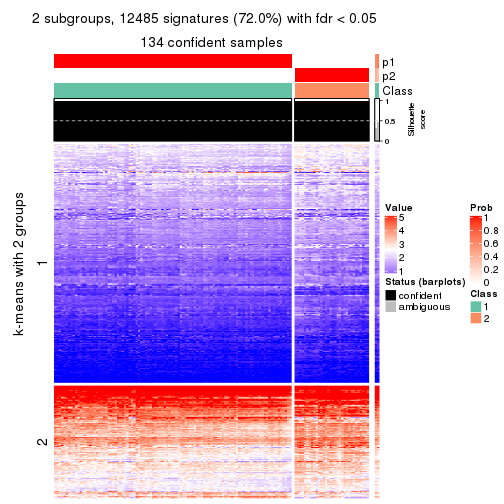 2 subgroups, 12485 signatures (72.0%) with fdr < 0.05
134 confident samples
p1
p2
Class
1
0.5
0
Silhouette
score
k-means with 2 groups
1
2
Value
5
4
3
2
1
Status (barplots)
confident
ambiguous
Prob
1
0.8
0.6
0.4
0.2
0
Class
1
2